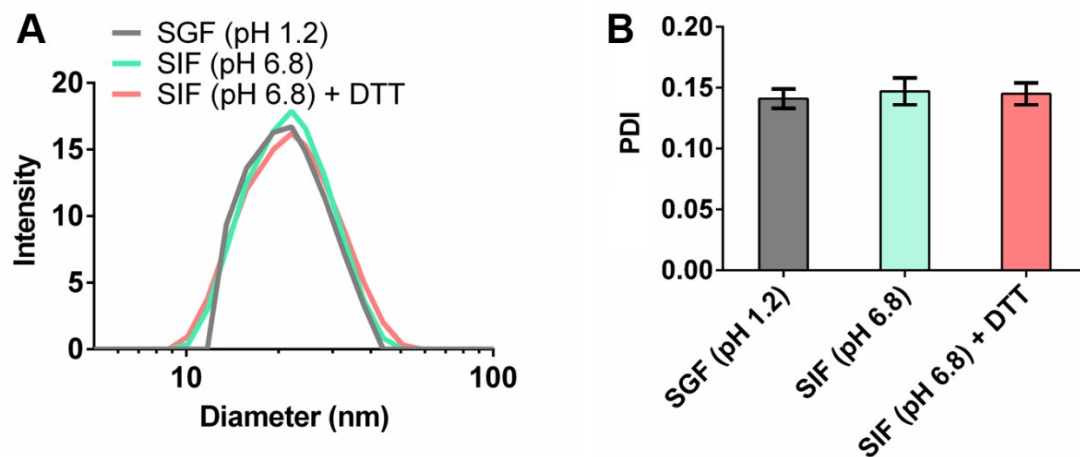 A
SGF (pH 1.2)
SIF (pH 6.8)
SIF (pH 6.8) + DTT
20
15
10
5
0
Intensity
10
100
Diameter (nm)
B
0.20
0.15
0.10
0.05
0.00
PDI
SGF (pH 1.2)
SIF (pH 6.8)
SIF (pH 6.8) + DTT